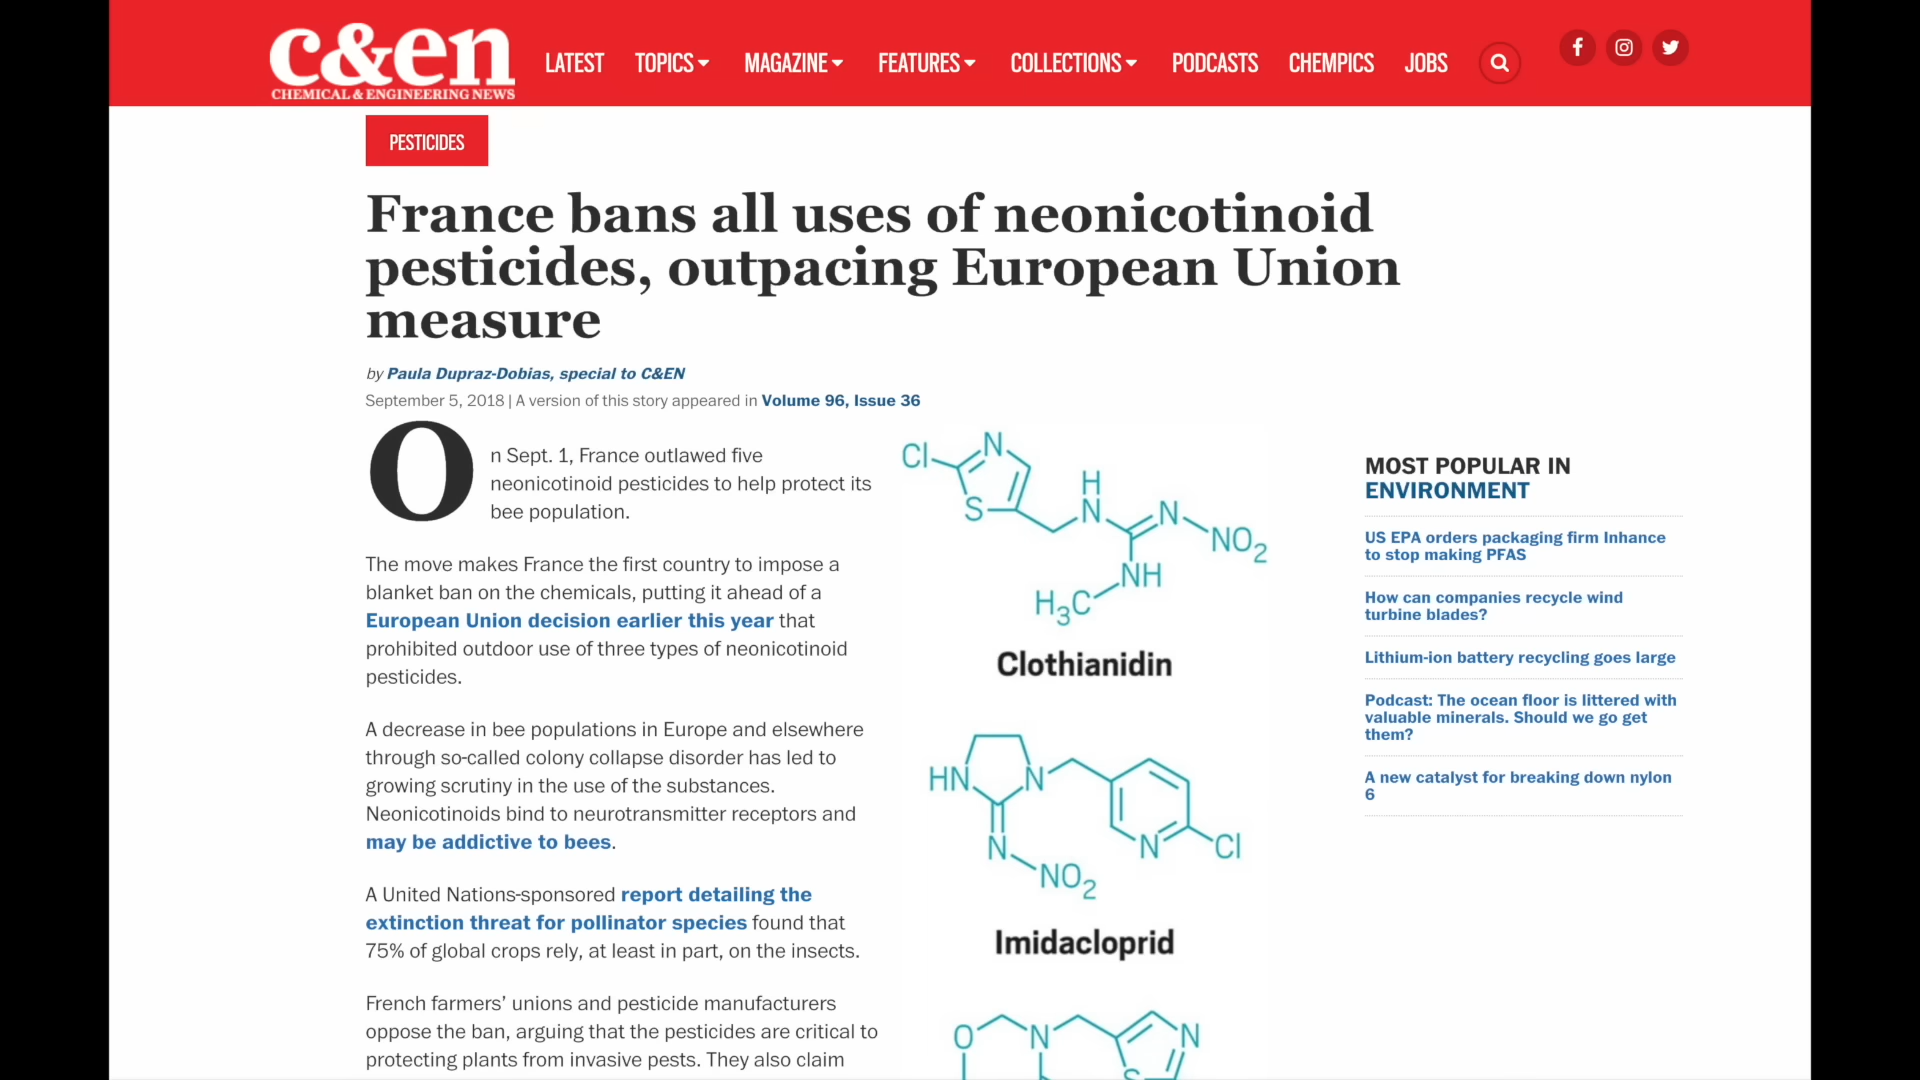 c&en
CHEMICAL & ENGINEERING NEWS
LATEST
TOPICS
MAGAZINE
FEATURES
COLLECTIONS
PODCASTS
CHEMPICS
JOBS
PESTICIDES
France bans all uses of neonicotinoid
pesticides, outpacing European Union
measure
by Paula Dupraz-Dobias, special to C&EN
September 5, 2018 | A version of this story appeared in Volume 96, Issue 36
On Sept. 1, France outlawed five
neonicotinoid pesticides to help protect its
bee population.
The move makes France the first country to impose a
blanket ban on the chemicals, putting it ahead of a
European Union decision earlier this year that
prohibited outdoor use of three types of neonicotinoid
pesticides.
A decrease in bee populations in Europe and elsewhere
through so-called colony collapse disorder has led to
growing scrutiny in the use of the substances.
Neonicotinoids bind to neurotransmitter receptors and
may be addictive to bees.
A United Nations-sponsored report detailing the
extinction threat for pollinator species found that
75% of global crops rely, at least in part, on the insects.
French farmers’ unions and pesticide manufacturers
oppose the ban, arguing that the pesticides are critical to
protecting plants from invasive pests. They also claim
Cl
N
S
H
N
N
NO2
NH
H3C
Clothianidin
HN
N
N
NO2
N
Cl
Imidacloprid
O
N
N
S
MOST POPULAR IN
ENVIRONMENT
US EPA orders packaging firm Inhance
to stop making PFAS
How can companies recycle wind
turbine blades?
Lithium-ion battery recycling goes large
Podcast: The ocean floor is littered with
valuable minerals. Should we go get
them?
A new catalyst for breaking down nylon
6